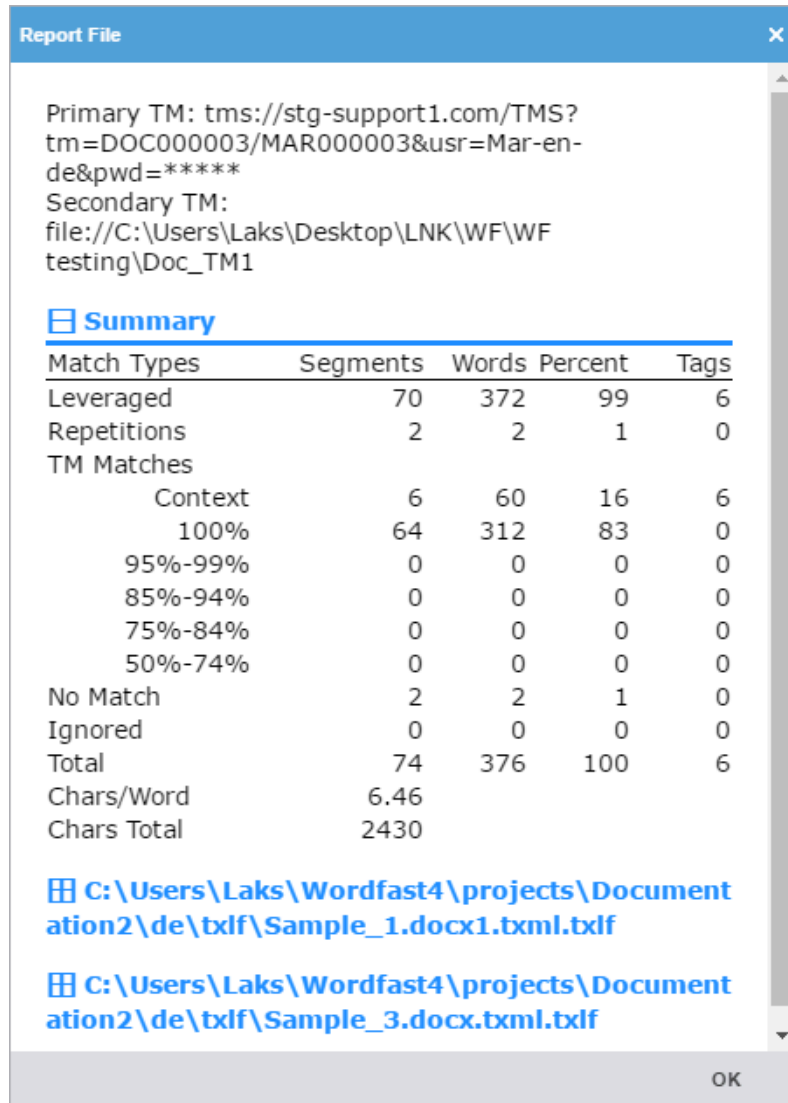 Report File
Primary TM: tms://stg-support1.com/TMS?
tm=DOC000003/MAR000003&usr=Mar-en-
de&pwd=*****
Secondary TM:
file://C:\Users\Laks\Desktop\LNK\WF\WF
testing\Doc_TM1
Summary
Match Types Segments Words Percent Tags
Leveraged 70 372 99 6
Repetitions 2 2 1 0
TM Matches
Context 6 60 16 6
100% 64 312 83 0
95%-99% 0 0 0 0
85%-94% 0 0 0 0
75%-84% 0 0 0 0
50%-74% 0 0 0 0
No Match 2 2 1 0
Ignored 0 0 0 0
Total 74 376 100 6
Chars/Word 6.46
Chars Total 2430
C:\Users\Laks\Wordfast4\projects\Document
ation2\de\txlf\Sample_1.docx1.txml.txlf
C:\Users\Laks\Wordfast4\projects\Document
ation2\de\txlf\Sample_3.docx.txml.txlf
OK